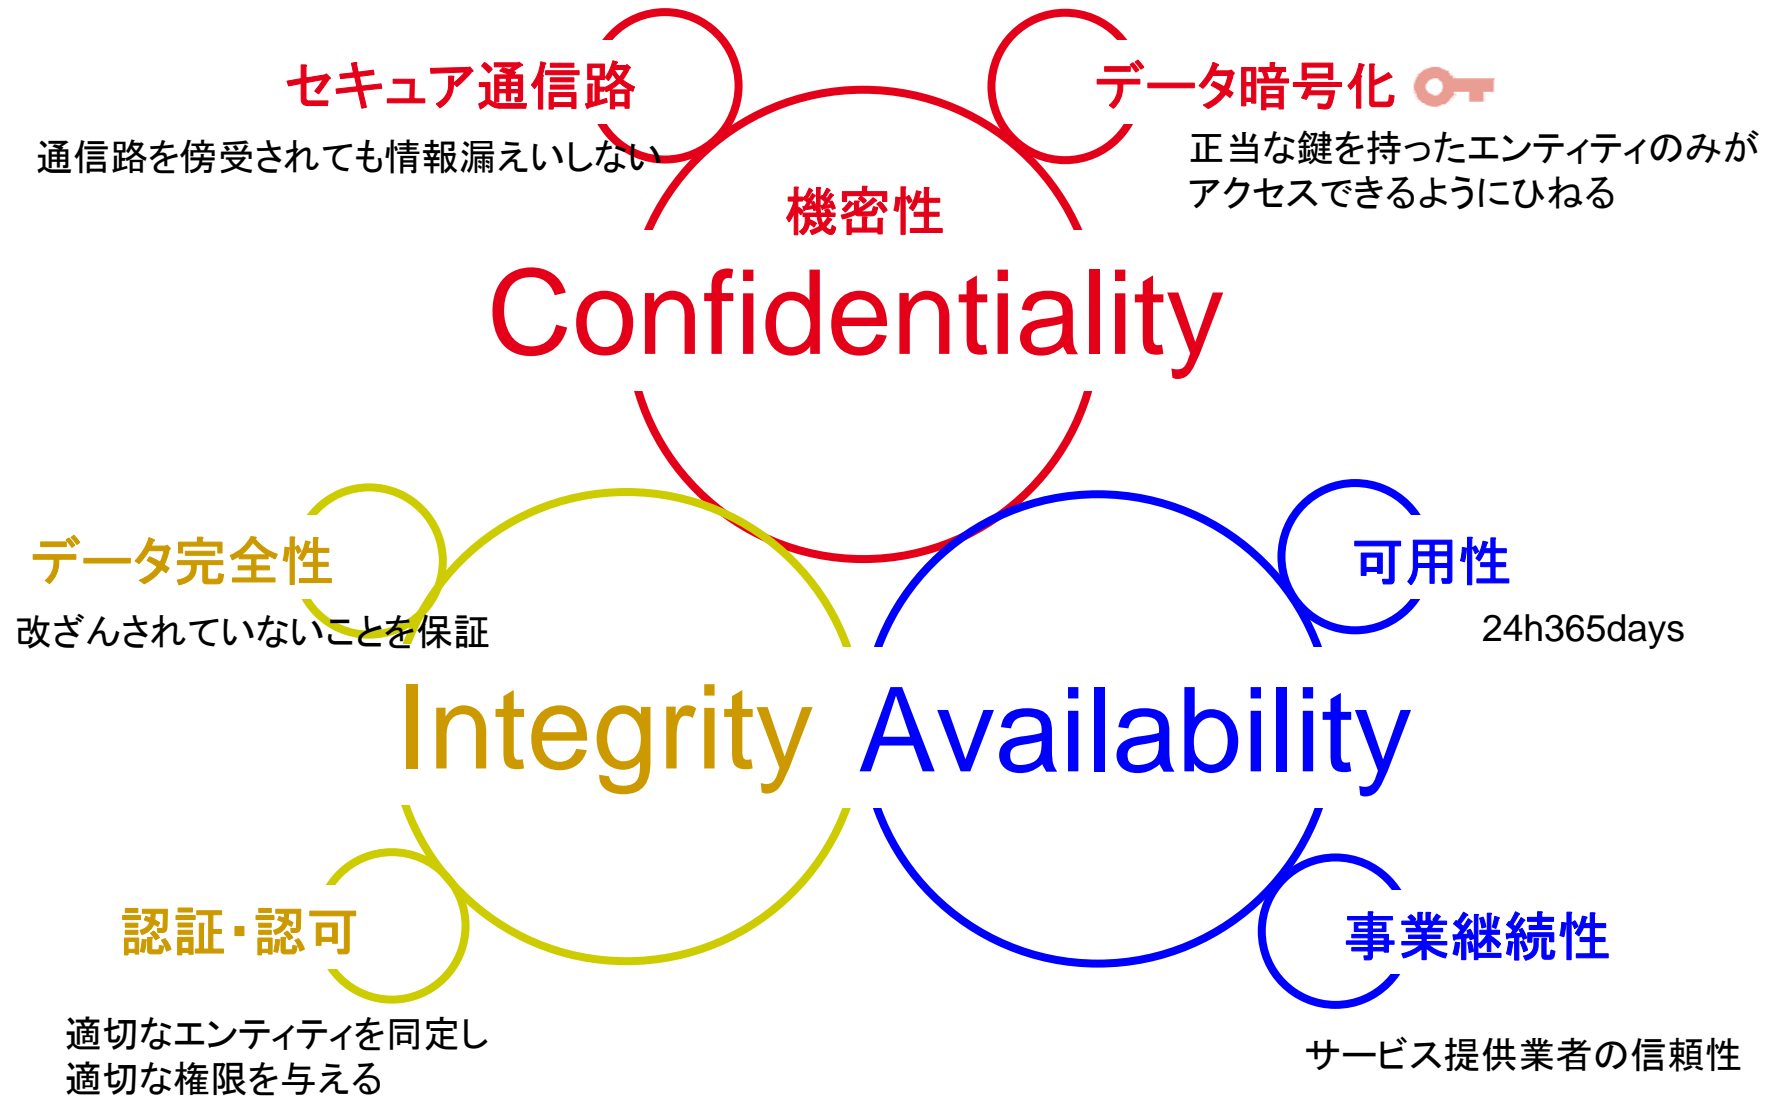 セキュア通信路
通信路を傍受されても情報漏えいしない
データ暗号化
正当な鍵を持ったエンティティのみが
アクセスできるようにひねる
機密性
Confidentiality
データ完全性
改ざんされていないことを保証
可用性
24h365days
Integrity
Availability
認証・認可
適切なエンティティを同定し
適切な権限を与える
事業継続性
サービス提供業者の信頼性